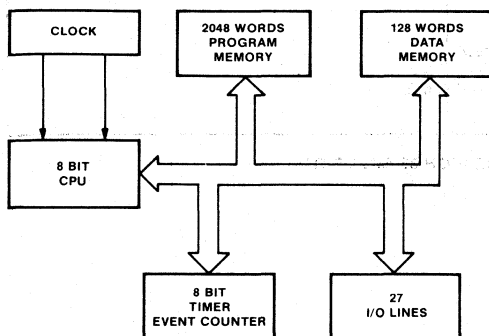 CLOCK
2048 WORDS
PROGRAM
MEMORY
128 WORDS
DATA
MEMORY
8 BIT
CPU
8 BIT
TIMER
EVENT COUNTER
27
I/O LINES